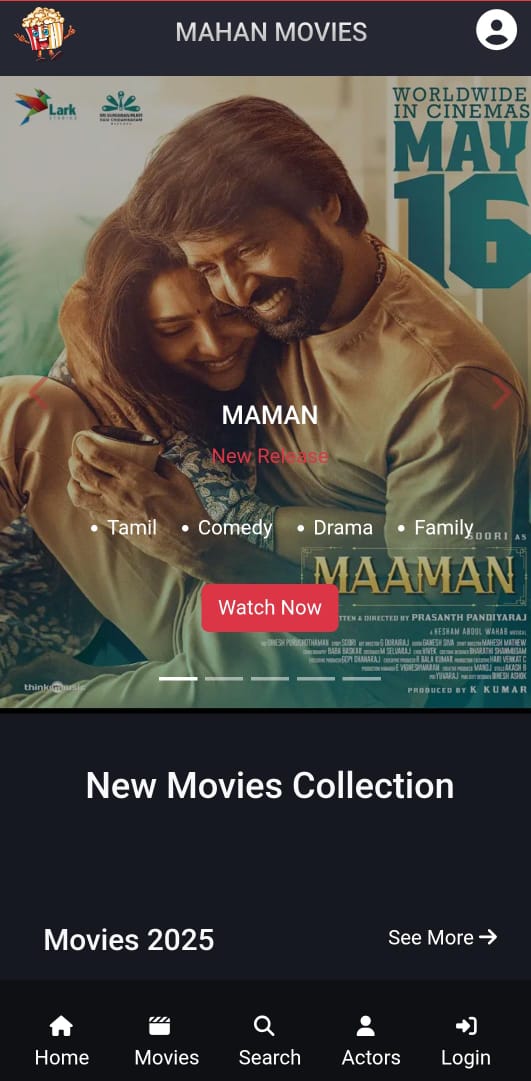 MAHAN MOVIES
Lark
STUDIOS
WORLDWIDE
IN CINEMAS
MAY
16
MAMAN
New Release
• Tamil • Comedy • Drama • Family
SOORI AS
MAAMAN
Watch Now
WRITTEN & DIRECTED BY PRASANTH PANDIYARAJ
A HESHAM ABDUL WAHAB MUSICAL
think music
PRODUCED BY K KUMAR
New Movies Collection
Movies 2025
See More
Home Movies Search Actors Login